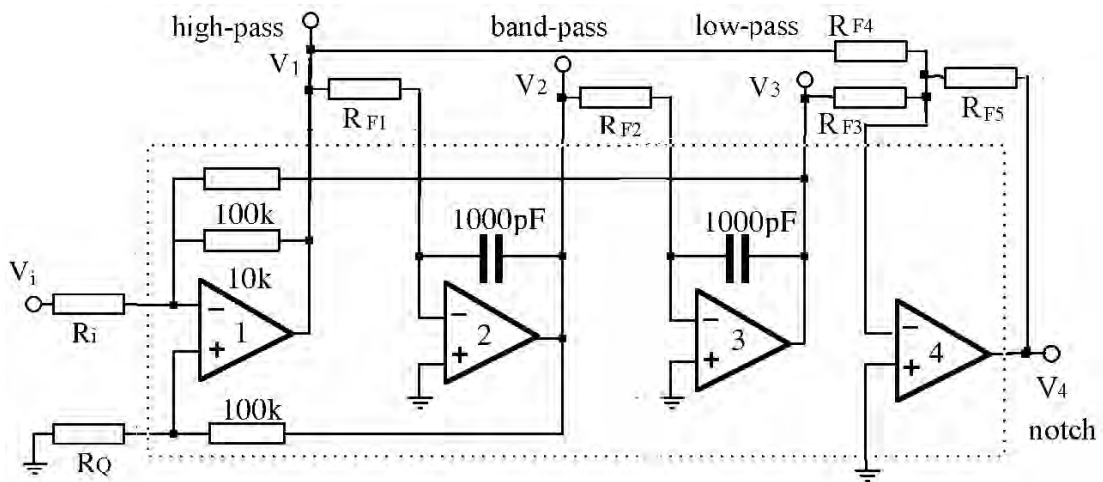 high-pass
band-pass
low-pass
RF4
V1
V2
V3
RF1
RF2
RF3
RF5
100k
1000pF
1000pF
Vi
10k
Ri
−
1
+
−
2
+
−
3
+
−
4
+
V4
100k
notch
RQ